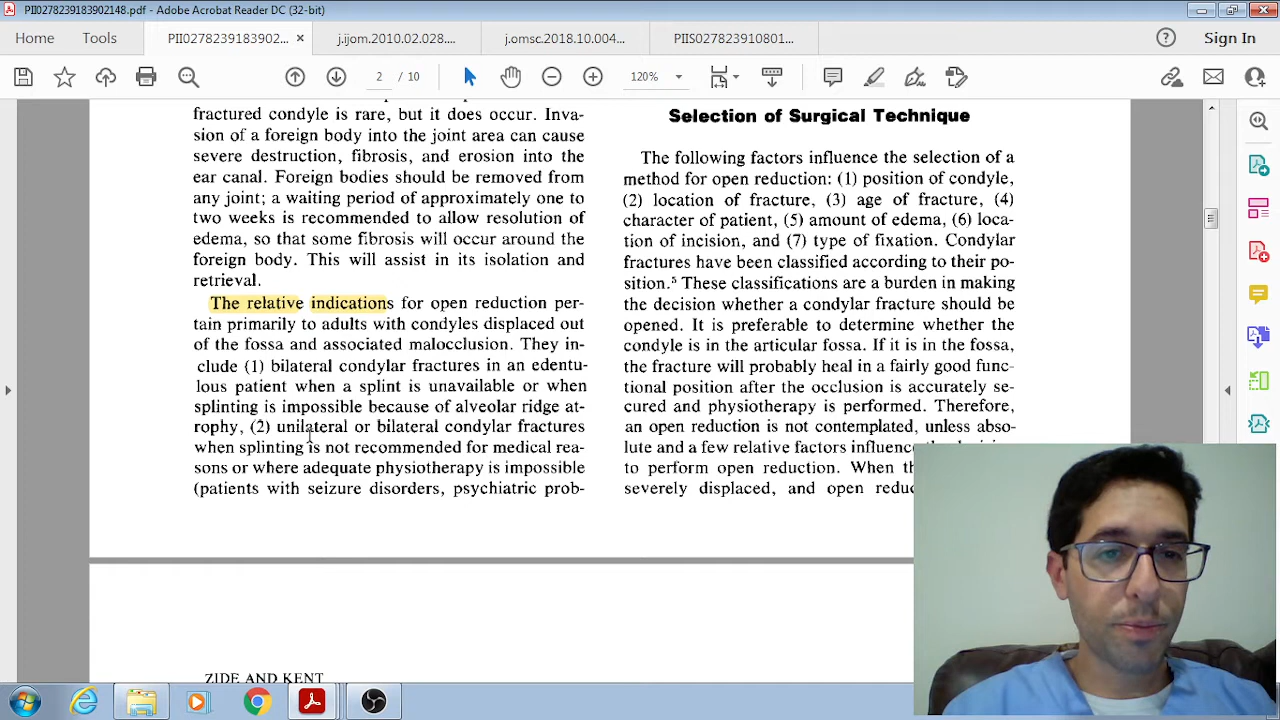 PII0278239183902148.pdf - Adobe Acrobat Reader DC (32-bit)
Home
Tools
PII02782391839​02...
j.ijom.2010.02.028....
j.omsc.2018.10.004...
PIIS027823910801...
Sign In
2 / 10
120%
fractured condyle is rare, but it does occur. Inva-
sion of a foreign body into the joint area can cause
severe destruction, fibrosis, and erosion into the
ear canal. Foreign bodies should be removed from
any joint; a waiting period of approximately one to
two weeks is recommended to allow resolution of
edema, so that some fibrosis will occur around the
foreign body. This will assist in its isolation and
retrieval.
The relative indications for open reduction per-
tain primarily to adults with condyles displaced out
of the fossa and associated malocclusion. They in-
clude (1) bilateral condylar fractures in an edentu-
lous patient when a splint is unavailable or when
splinting is impossible because of alveolar ridge at-
rophy, (2) unilateral or bilateral condylar fractures
when splinting is not recommended for medical rea-
sons or where adequate physiotherapy is impossible
(patients with seizure disorders, psychiatric prob-
Selection of Surgical Technique
The following factors influence the selection of a
method for open reduction: (1) position of condyle,
(2) location of fracture, (3) age of fracture, (4)
character of patient, (5) amount of edema, (6) loca-
tion of incision, and (7) type of fixation. Condylar
fractures have been classified according to their po-
sition.⁵ These classifications are a burden in making
the decision whether a condylar fracture should be
opened. It is preferable to determine whether the
condyle is in the articular fossa. If it is in the fossa,
the fracture will probably heal in a fairly good func-
tional position after the occlusion is accurately se-
cured and physiotherapy is performed. Therefore,
an open reduction is not contemplated, unless abso-
lute and a few relative factors influence
to perform open reduction. When
severely displaced, and open
ZIDE AND KENT